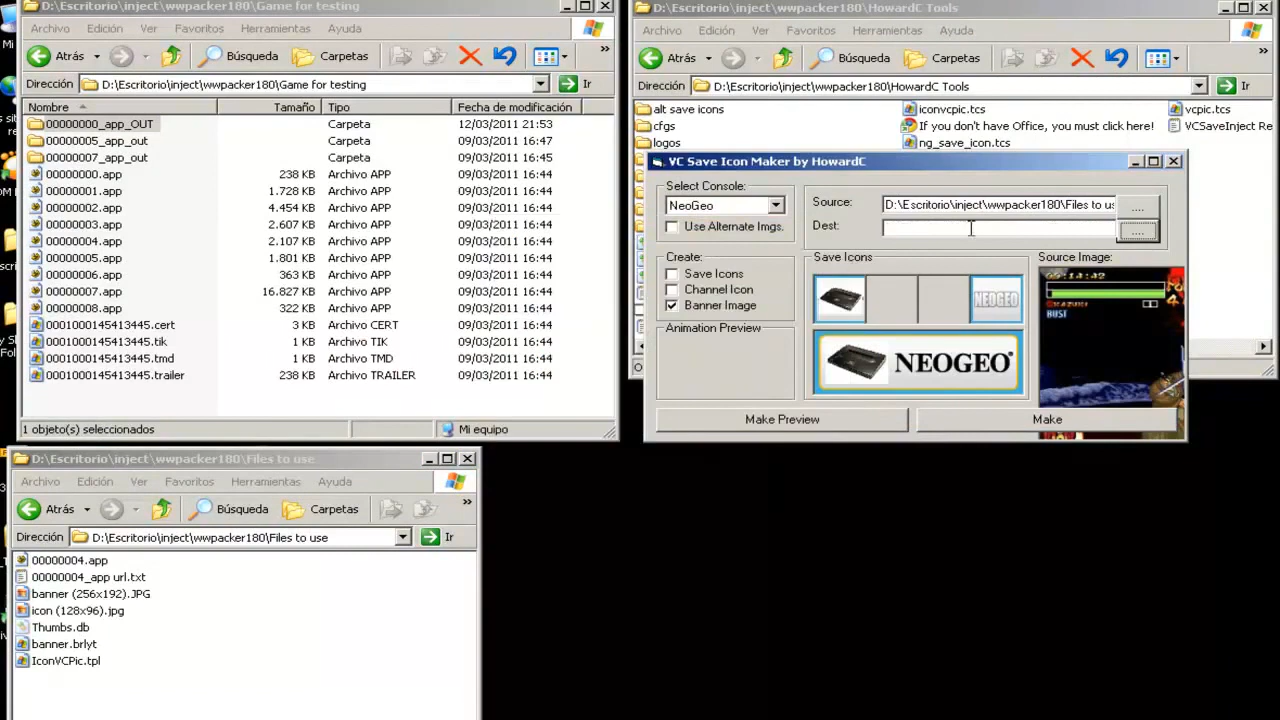 D:\Escritorio\inject\wwpacker180\Game for testing
Archivo Edición Ver Favoritos Herramientas Ayuda
Atrás Búsqueda Carpetas »
Dirección D:\Escritorio\inject\wwpacker180\Game for testing Ir
Nombre Tamaño Tipo Fecha de modificación
00000000_app_OUT Carpeta 12/03/2011 21:53
00000005_app_out Carpeta 09/03/2011 16:47
00000007_app_out Carpeta 09/03/2011 16:45
00000000.app 238 KB Archivo APP 09/03/2011 16:44
00000001.app 1.728 KB Archivo APP 09/03/2011 16:44
00000002.app 4.454 KB Archivo APP 09/03/2011 16:44
00000003.app 2.607 KB Archivo APP 09/03/2011 16:44
00000004.app 2.107 KB Archivo APP 09/03/2011 16:44
00000005.app 1.801 KB Archivo APP 09/03/2011 16:44
00000006.app 363 KB Archivo APP 09/03/2011 16:44
00000007.app 16.827 KB Archivo APP 09/03/2011 16:44
00000008.app 322 KB Archivo APP 09/03/2011 16:44
0001000145413445.cert 3 KB Archivo CERT 09/03/2011 16:44
0001000145413445.tik 1 KB Archivo TIK 09/03/2011 16:44
0001000145413445.tmd 1 KB Archivo TMD 09/03/2011 16:44
0001000145413445.trailer 238 KB Archivo TRAILER 09/03/2011 16:44
1 objeto(s) seleccionados Mi equipo
D:\Escritorio\inject\wwpacker180\HowardC Tools
Archivo Edición Ver Favoritos Herramientas Ayuda
Atrás Búsqueda Carpetas »
Dirección D:\Escritorio\inject\wwpacker180\HowardC Tools Ir
alt save icons iconvcpic.tcs vcpic.tcs
cfgs If you don't have Office, you must click here! VCSaveInject Re
logos ng_save_icon.tcs
VC Save Icon Maker by HowardC
Select Console:
NeoGeo
Use Alternate Imgs.
Source: D:\Escritorio\inject\wwpacker180\Files to us ....
Dest: ....
Create:
Save Icons
Channel Icon
Banner Image
Animation Preview
Save Icons
NEOGEO
NEOGEO®
Source Image:
BUST
Make Preview Make
D:\Escritorio\inject\wwpacker180\Files to use
Archivo Edición Ver Favoritos Herramientas Ayuda
Atrás Búsqueda Carpetas »
Dirección D:\Escritorio\inject\wwpacker180\Files to use Ir
00000004.app
00000004_app url.txt
banner (256x192).JPG
icon (128x96).jpg
Thumbs.db
banner.brlyt
IconVCPic.tpl